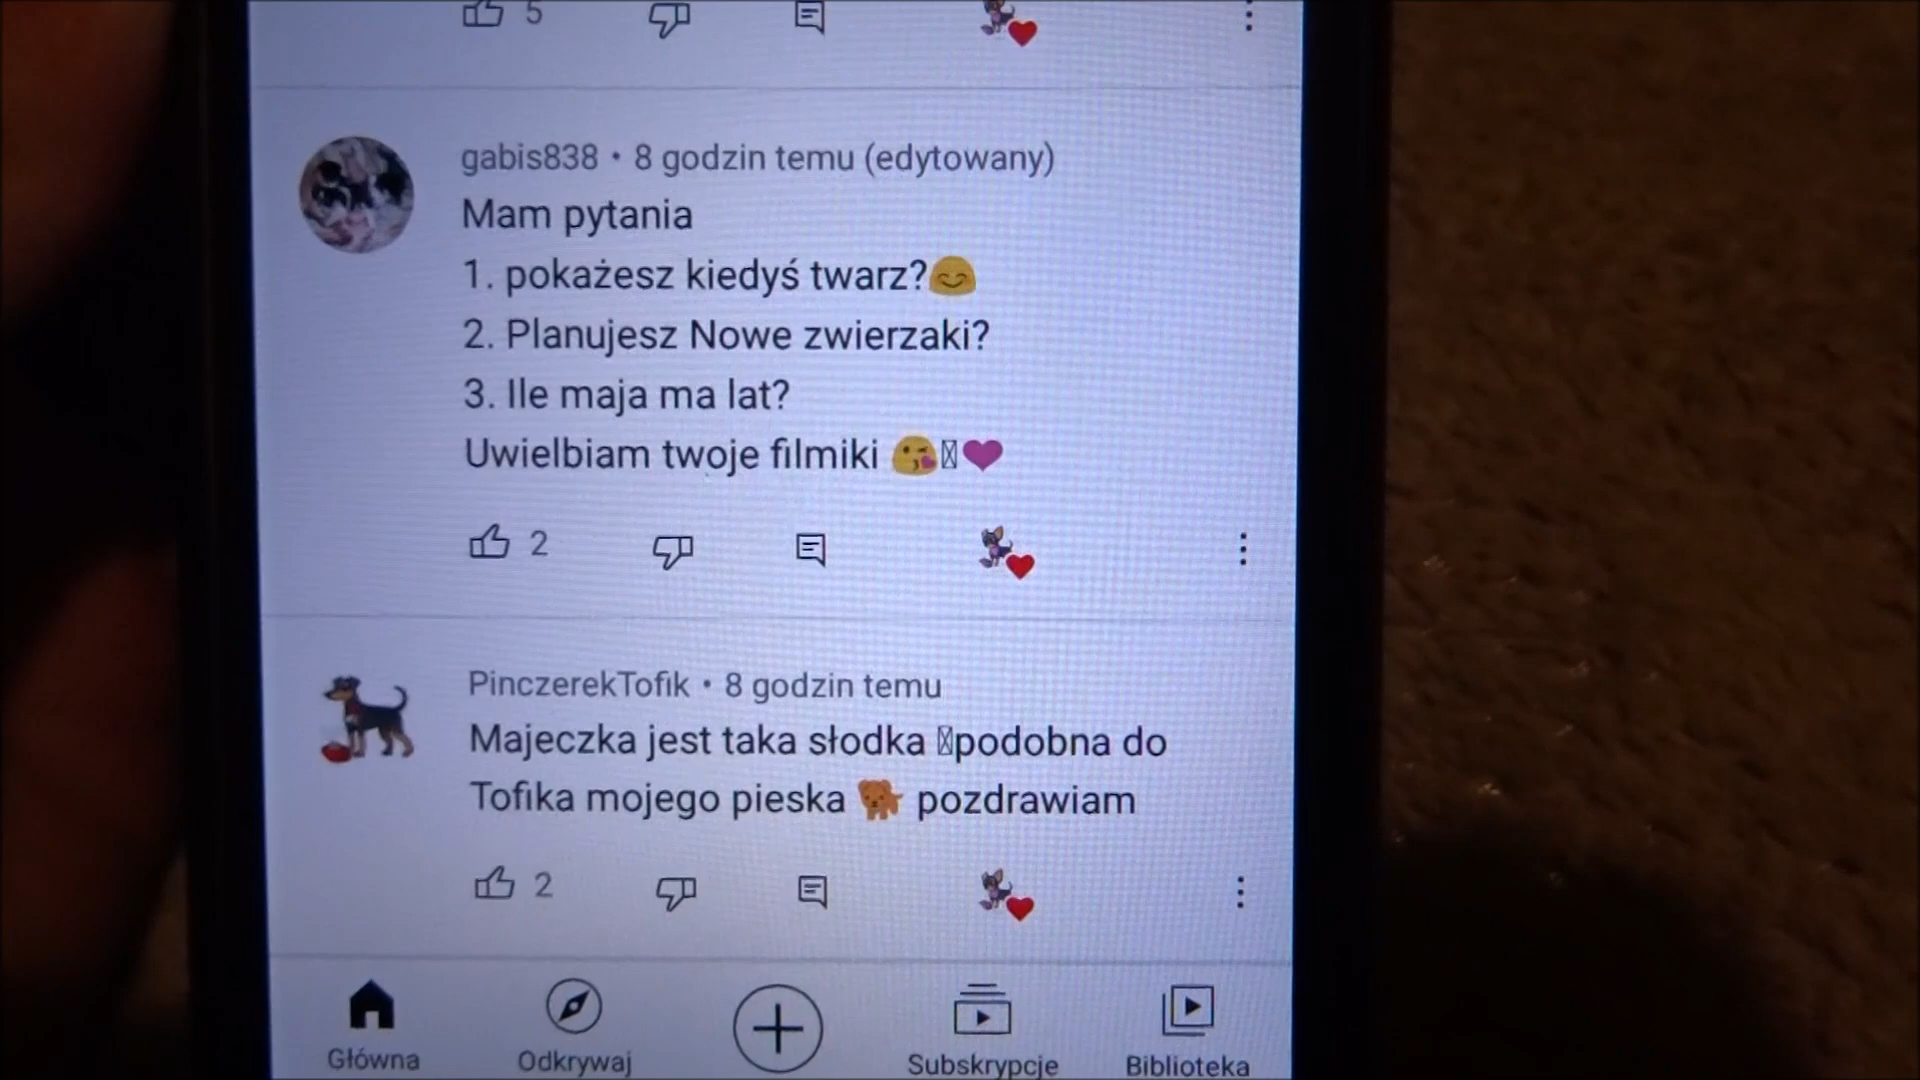 5
gabis838 • 8 godzin temu (edytowany)
Mam pytania
1. pokażesz kiedyś twarz?😊
2. Planujesz Nowe zwierzaki?
3. Ile maja ma lat?
Uwielbiam twoje filmiki 😘💜
2
PinczerekTofik • 8 godzin temu
Majeczka jest taka słodka podobna do
Tofika mojego pieska 🐕 pozdrawiam
2
Główna Odkrywaj Subskrypcje Biblioteka